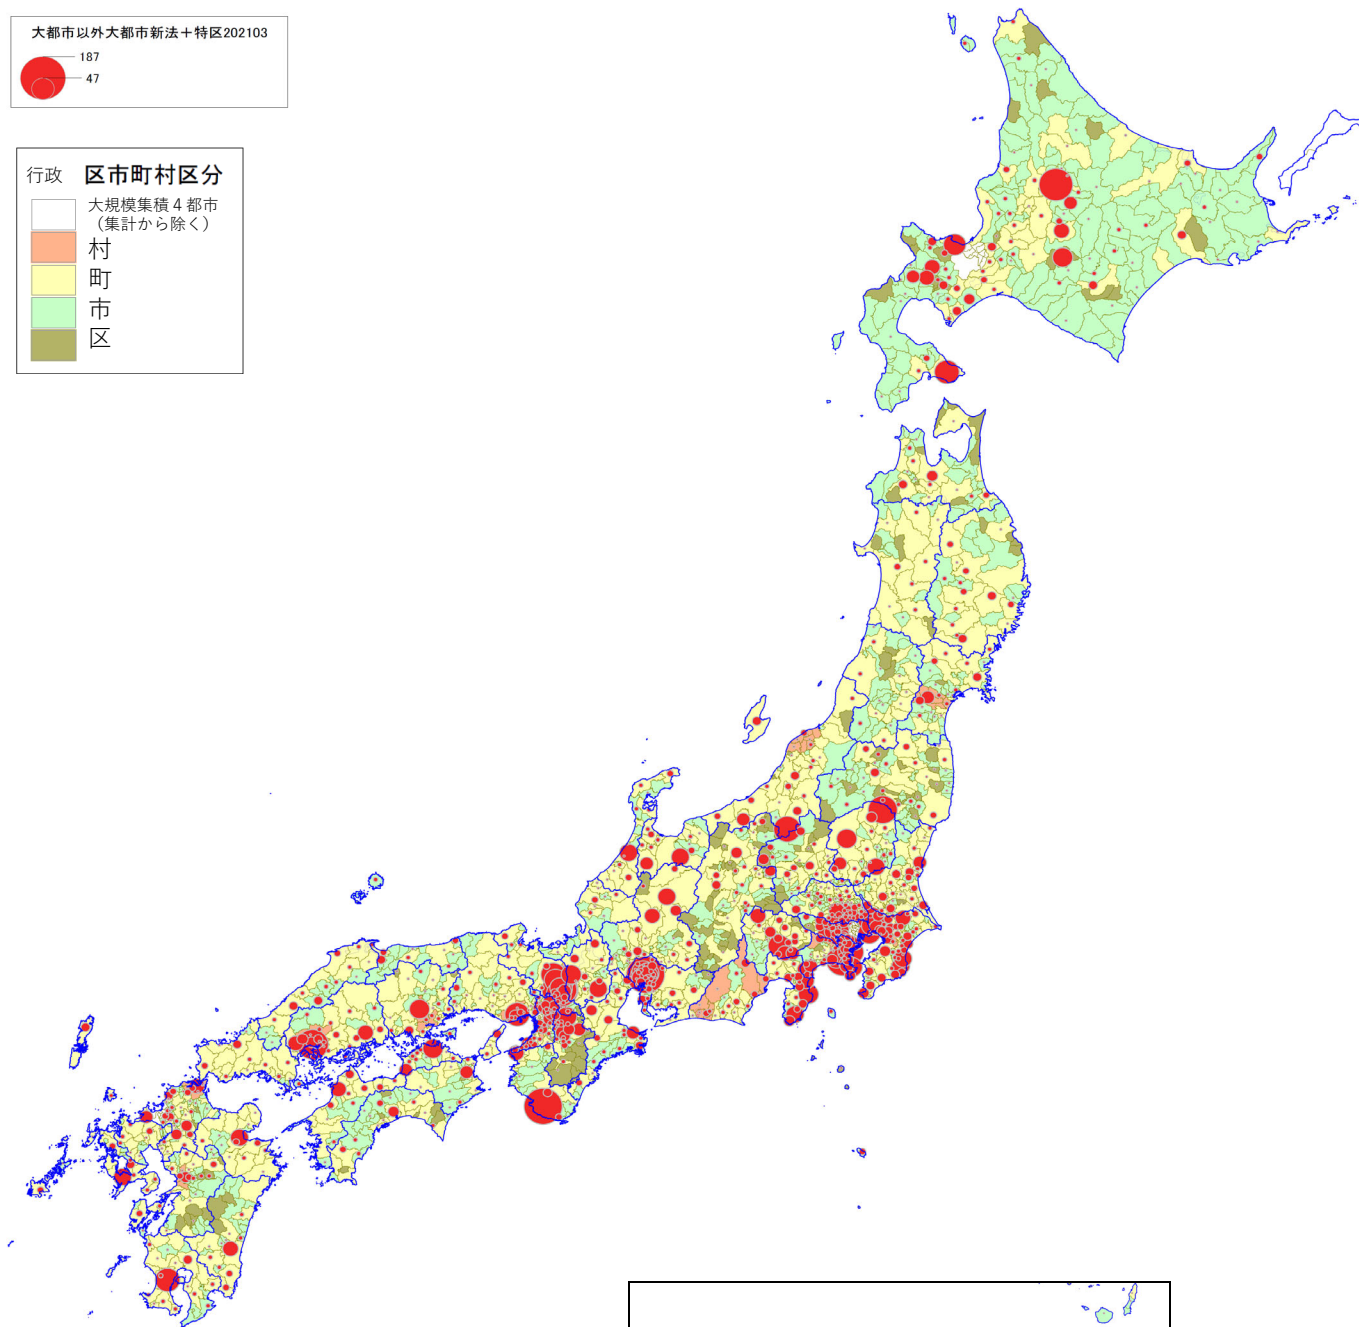 大都市以外大都市新法＋特区202103
187
47
行政 区市町村区分
大規模集積４都市
（集計から除く）
村
町
市
区